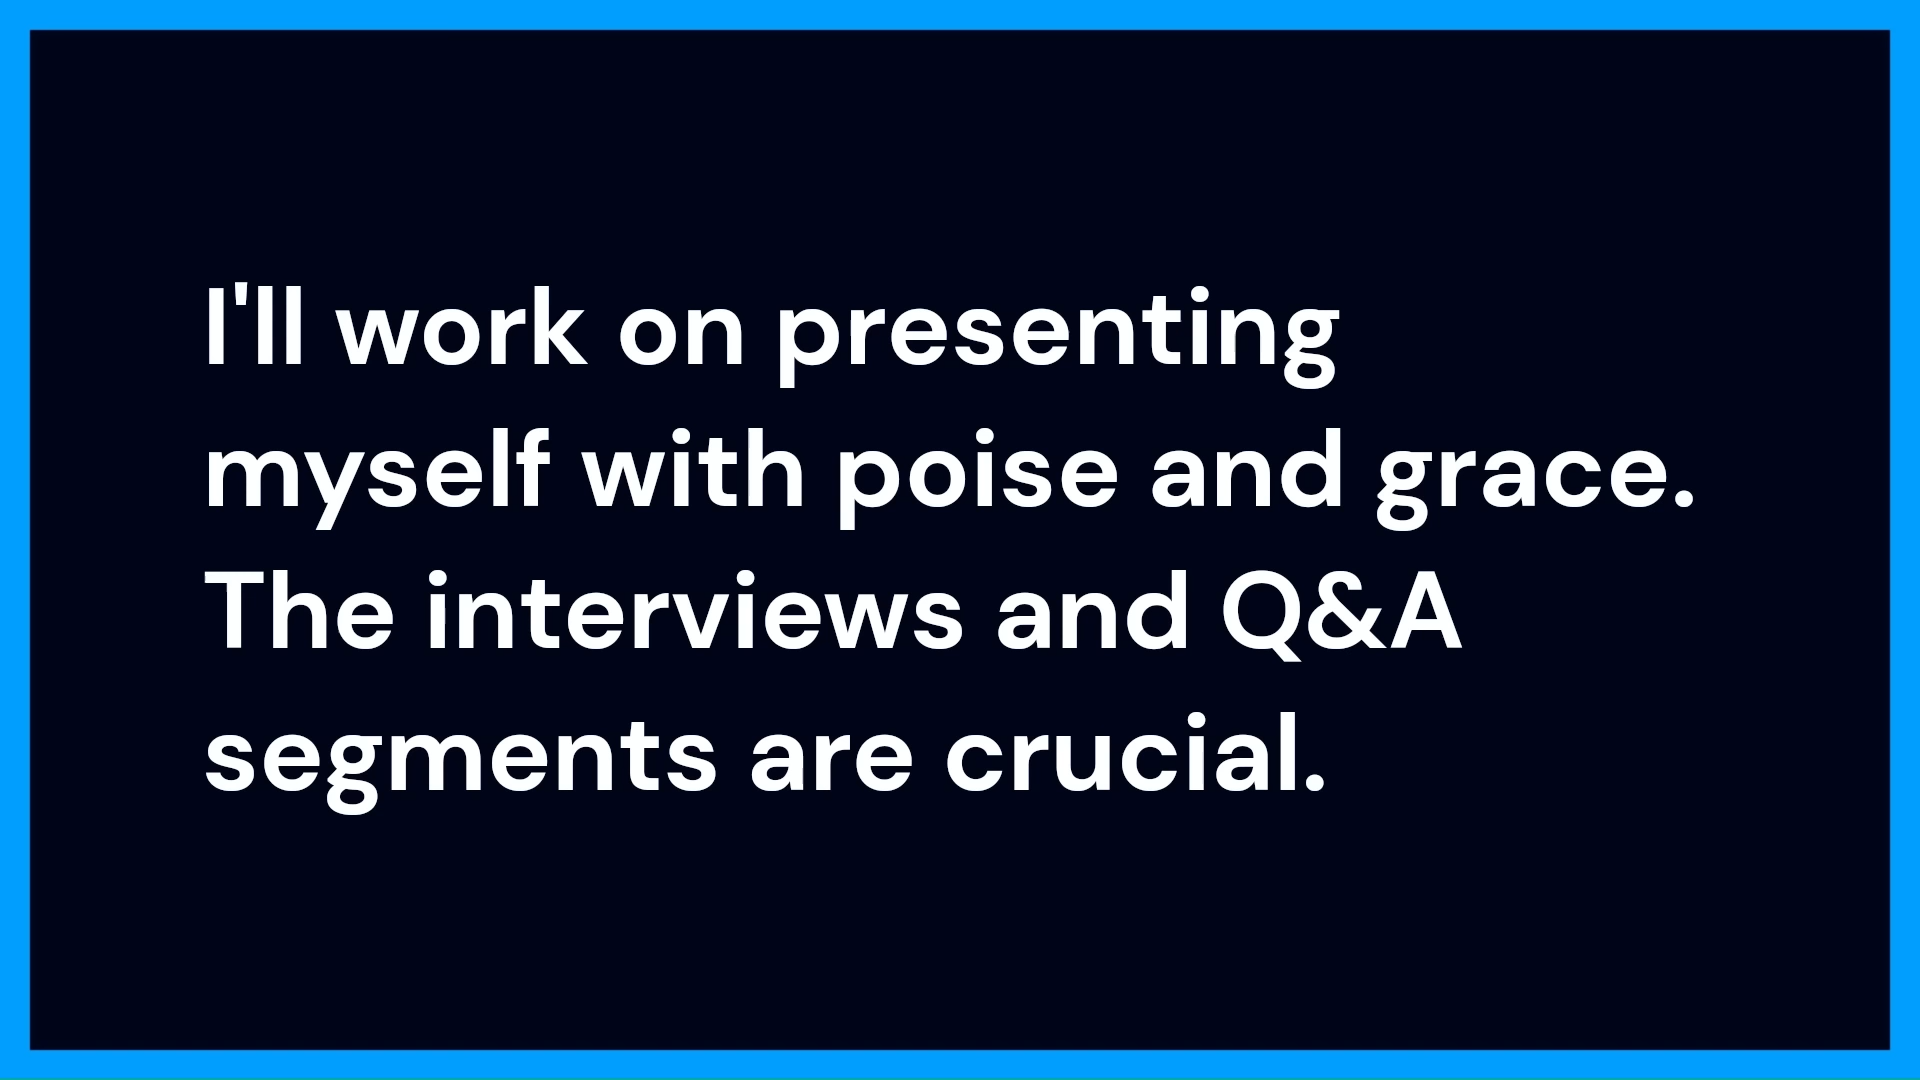 I'll work on presenting
myself with poise and grace.
The interviews and Q&A
segments are crucial.